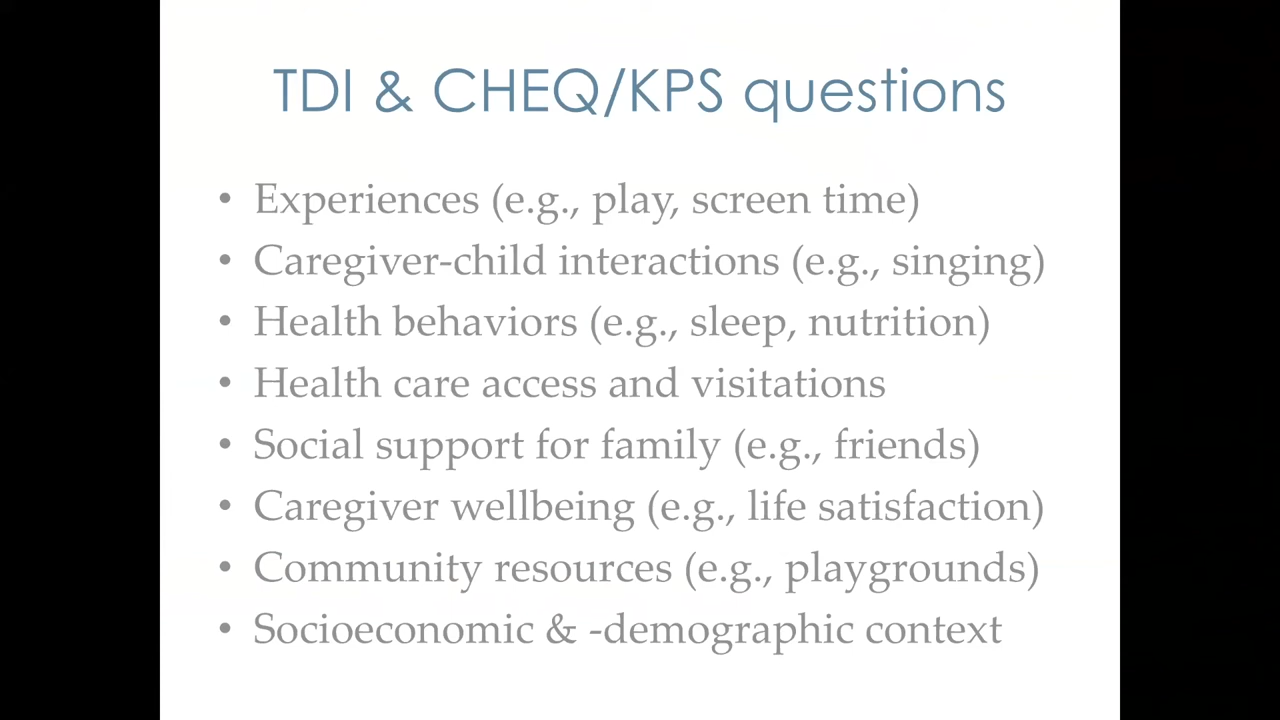 TDI & CHEQ/KPS questions
• Experiences (e.g., play, screen time)
• Caregiver-child interactions (e.g., singing)
• Health behaviors (e.g., sleep, nutrition)
• Health care access and visitations
• Social support for family (e.g., friends)
• Caregiver wellbeing (e.g., life satisfaction)
• Community resources (e.g., playgrounds)
• Socioeconomic & -demographic context